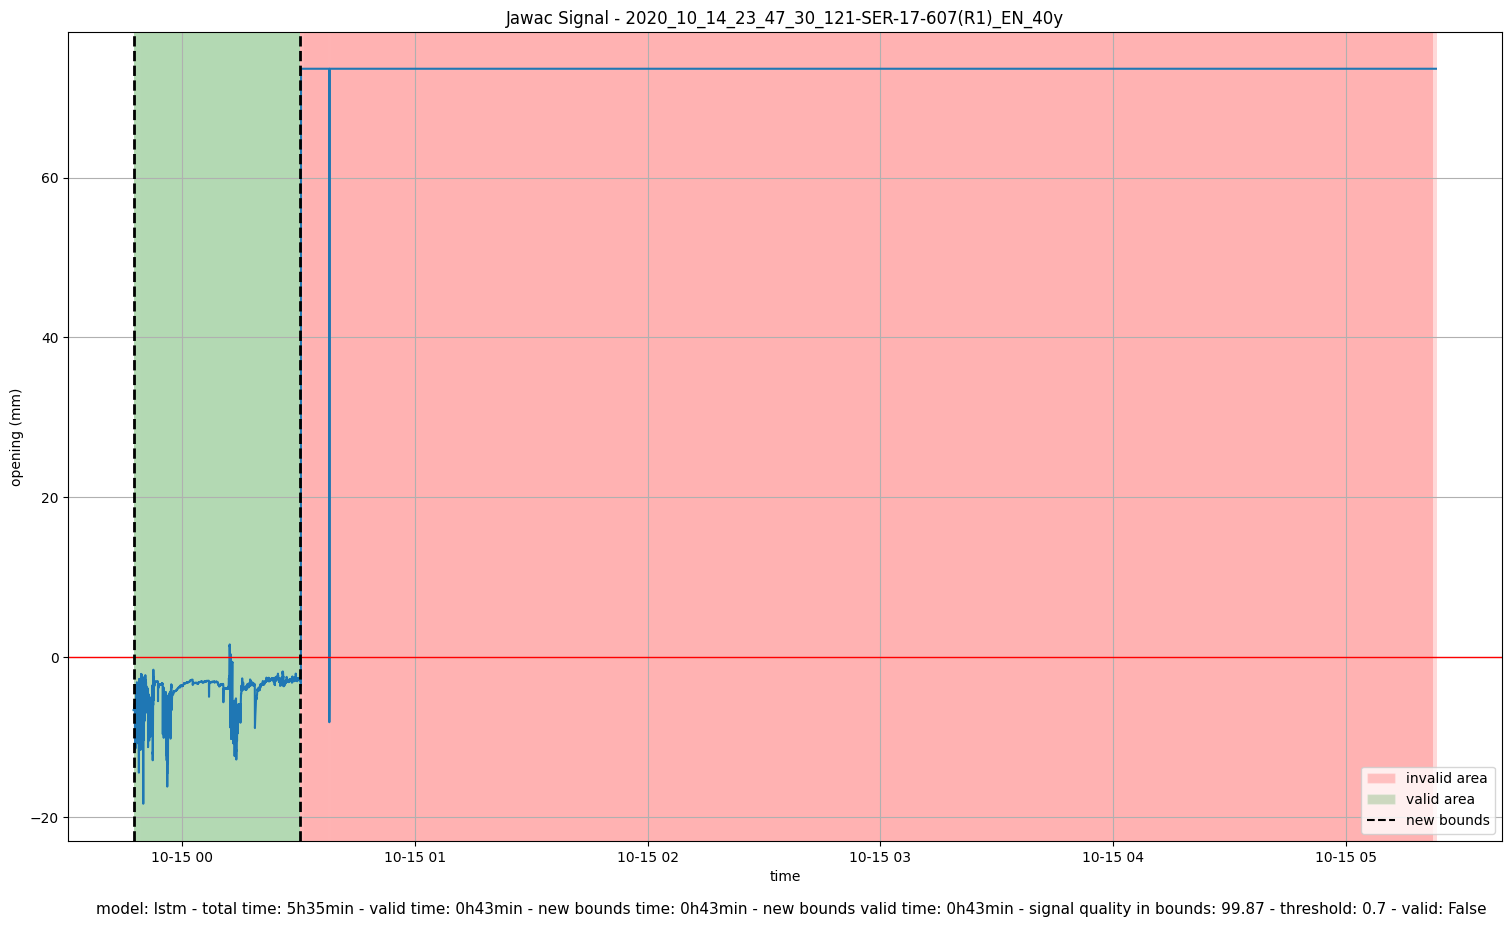 Jawac Signal - 2020_10_14_23_47_30_121-SER-17-607(R1)_EN_40y
opening (mm)
60
40
20
0
−20
10-15 00
10-15 01
10-15 02
10-15 03
10-15 04
10-15 05
time
invalid area
valid area
new bounds
model: lstm - total time: 5h35min - valid time: 0h43min - new bounds time: 0h43min - new bounds valid time: 0h43min - signal quality in bounds: 99.87 - threshold: 0.7 - valid: False